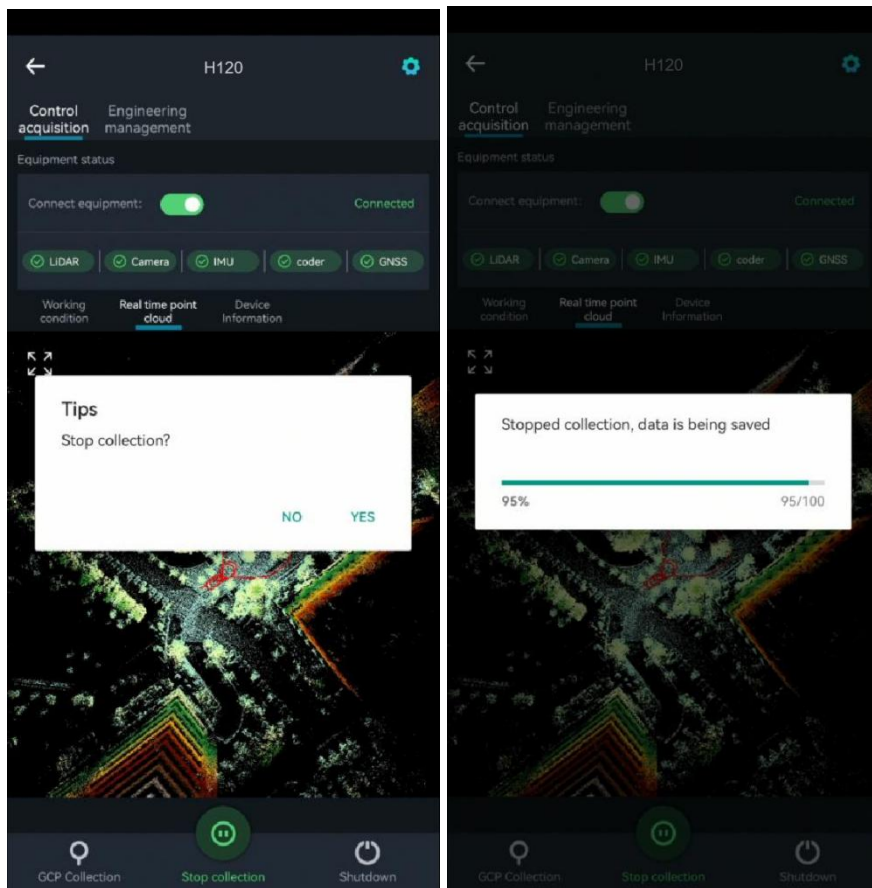 H120
Control
acquisition
Engineering
management
Equipment status
Connect equipment:
Connected
LiDAR
Camera
IMU
coder
GNSS
Working
condition
Real time point
cloud
Device
Information
Tips
Stop collection?
NO
YES
GCP Collection
Stop collection
Shutdown
H120
Control
acquisition
Engineering
management
Equipment status
Connect equipment:
Connected
LiDAR
Camera
IMU
coder
GNSS
Working
condition
Real time point
cloud
Device
Information
Stopped collection, data is being saved
95%
95/100
GCP Collection
Stop collection
Shutdown